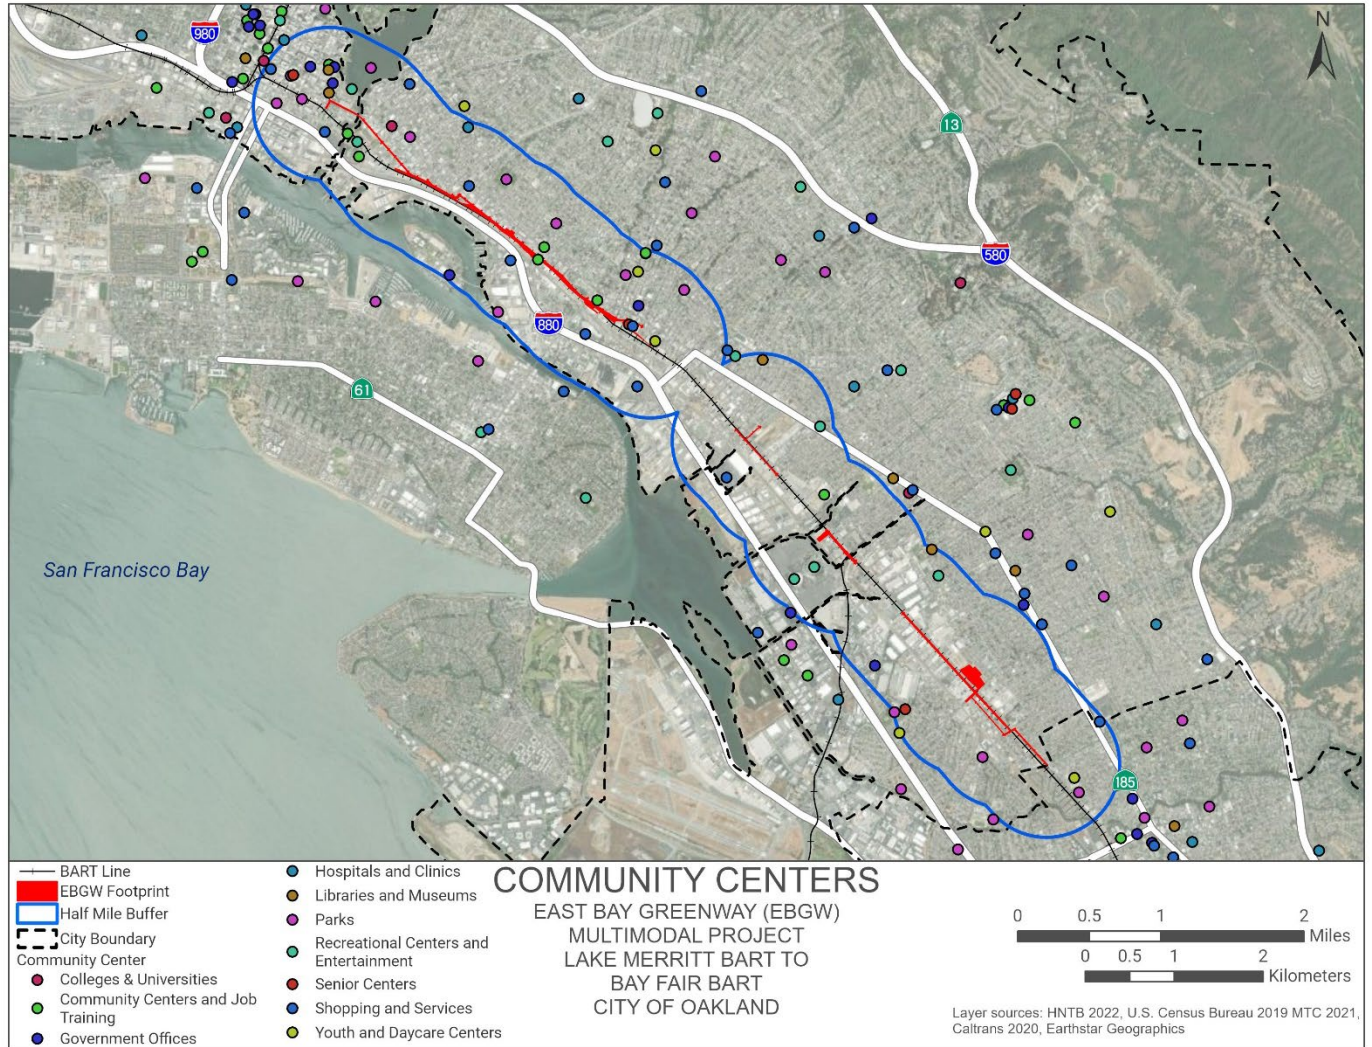 N
980
13
580
880
61
San Francisco Bay
185
BART Line
EBGW Footprint
Half Mile Buffer
City Boundary
Community Center
Colleges & Universities
Community Centers and Job
Training
Government Offices
Hospitals and Clinics
Libraries and Museums
Parks
Recreational Centers and
Entertainment
Senior Centers
Shopping and Services
Youth and Daycare Centers
COMMUNITY CENTERS
EAST BAY GREENWAY (EBGW)
MULTIMODAL PROJECT
LAKE MERRITT BART TO
BAY FAIR BART
CITY OF OAKLAND
0 0.5 1 2
Miles
0 0.5 1 2
Kilometers
Layer sources: HNTB 2022, U.S. Census Bureau 2019 MTC 2021,
Caltrans 2020, Earthstar Geographics